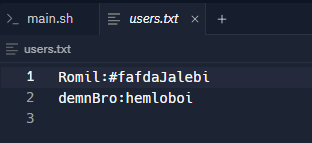 main.sh
users.txt
users.txt
1 Romil:#fafdaJalebi
2 demnBro:hemloboi
3